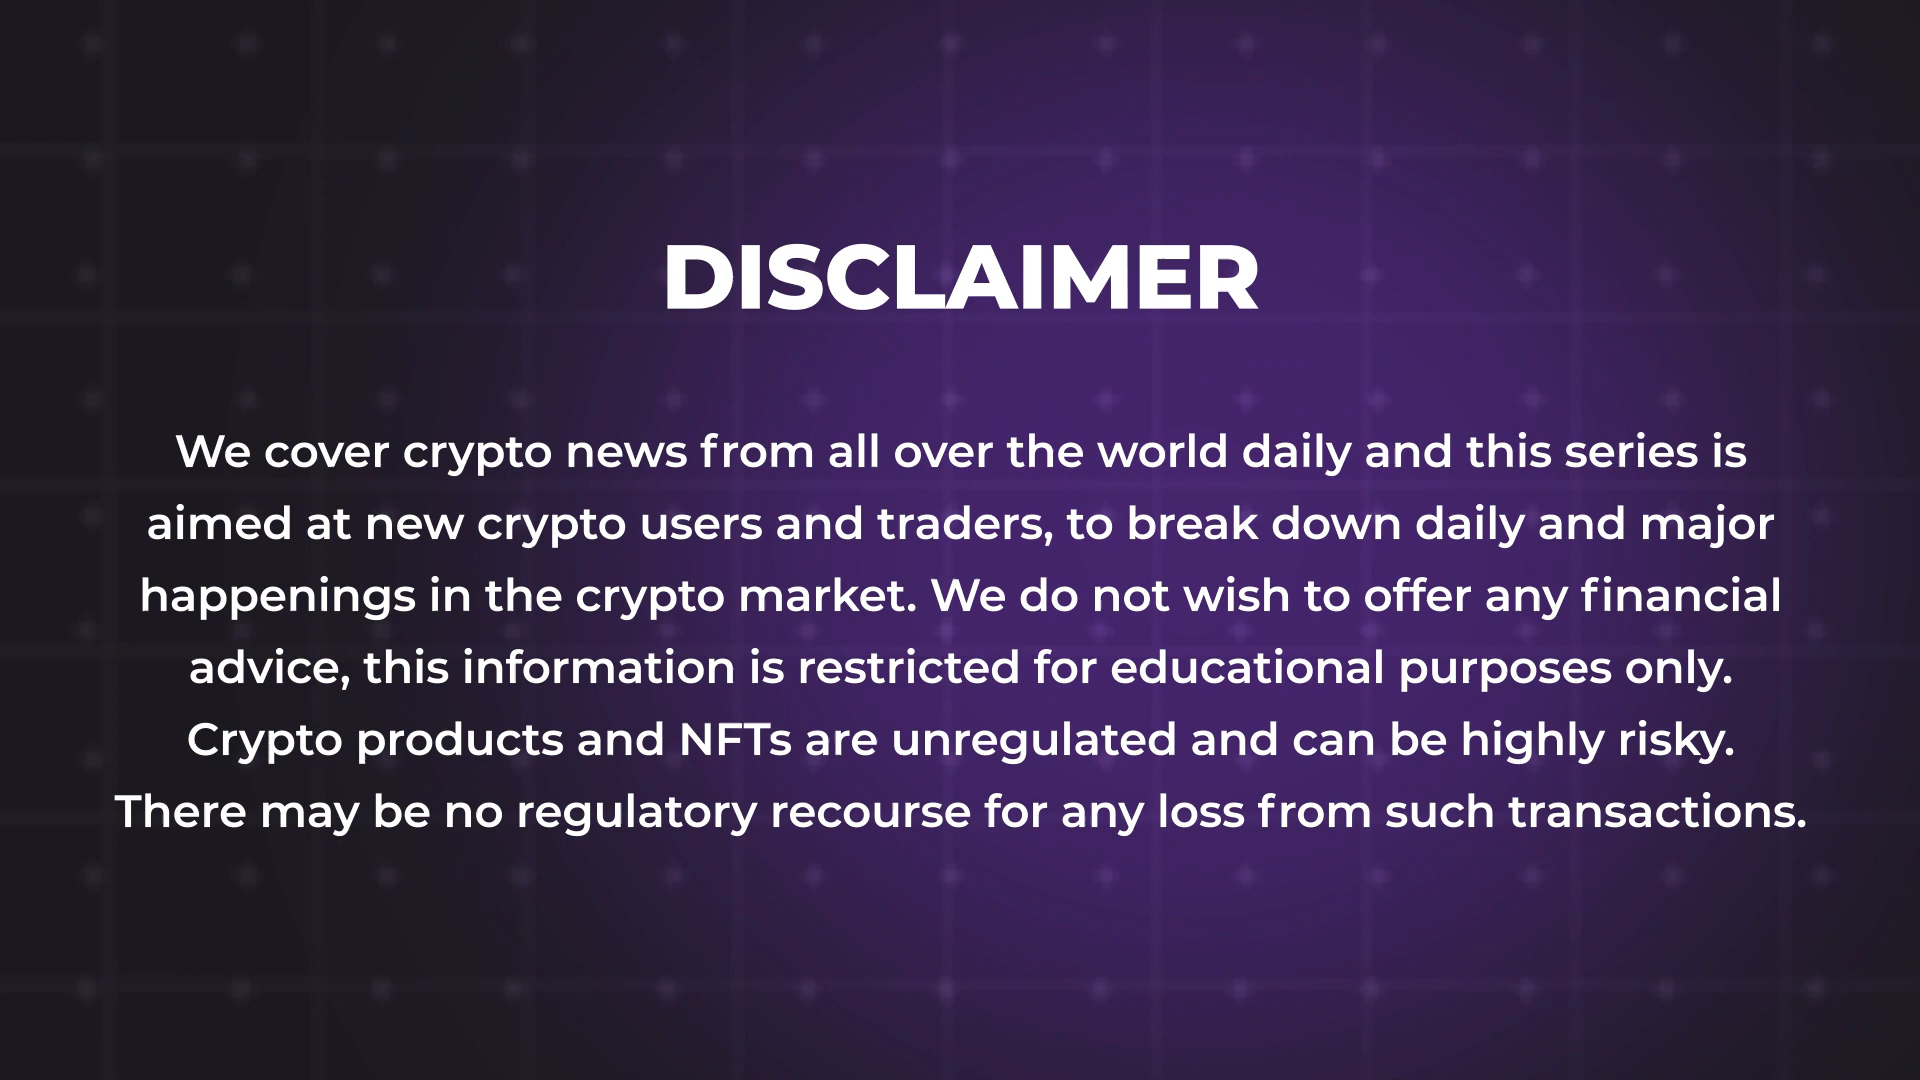 DISCLAIMER
We cover crypto news from all over the world daily and this series is
aimed at new crypto users and traders, to break down daily and major
happenings in the crypto market. We do not wish to offer any financial
advice, this information is restricted for educational purposes only.
Crypto products and NFTs are unregulated and can be highly risky.
There may be no regulatory recourse for any loss from such transactions.